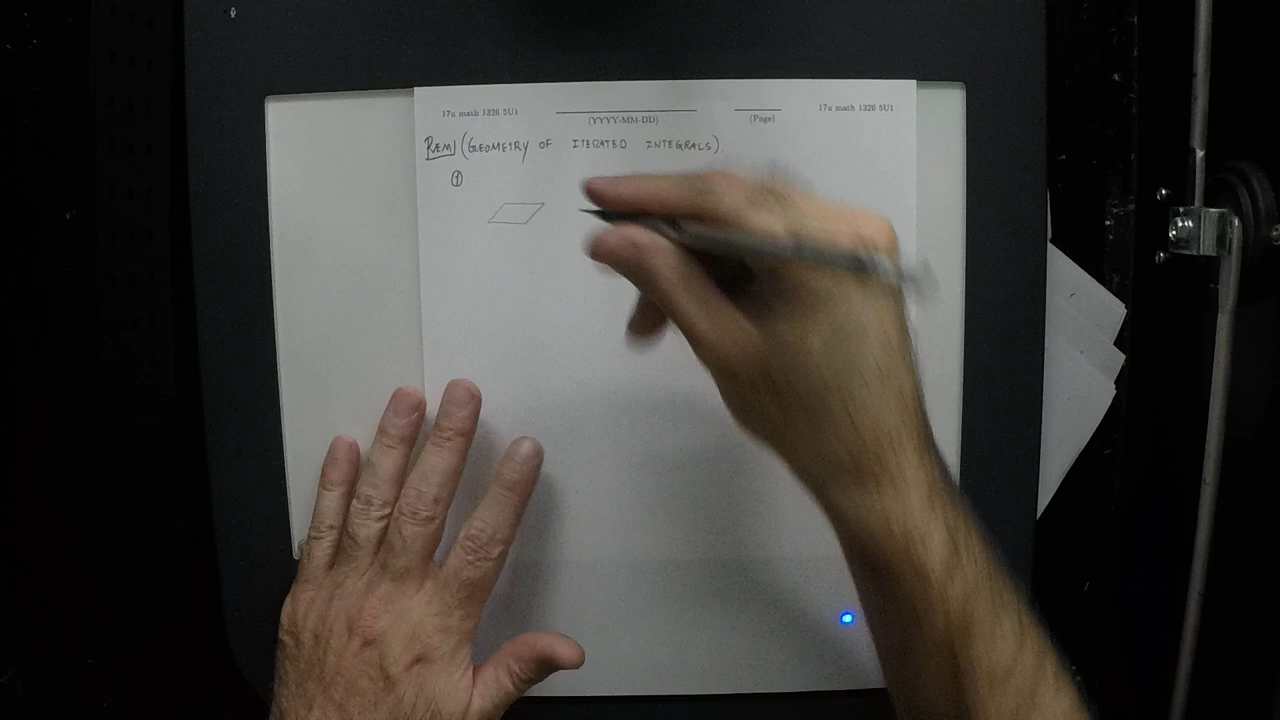 17u math 1326 5U1 (YYYY-MM-DD) (Page) 17u math 1326 5U1
REM (GEOMETRY OF ITERATED INTEGRALS)
①